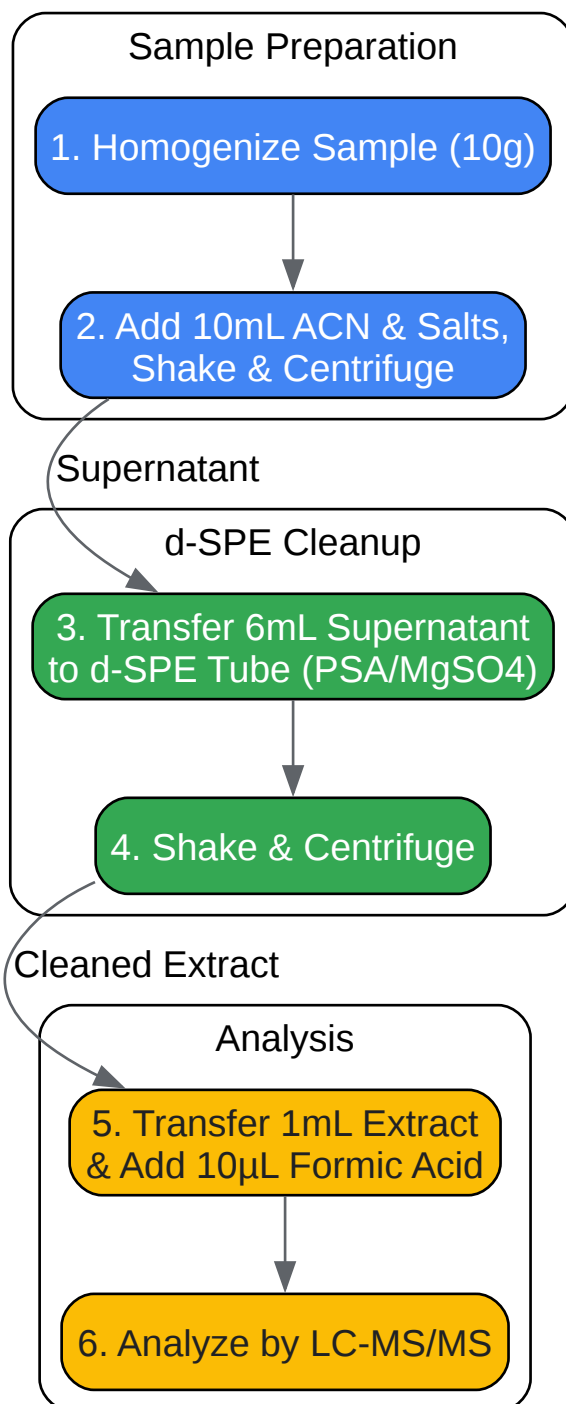 Sample Preparation
1. Homogenize Sample (10g)
2. Add 10mL ACN & Salts,
Shake & Centrifuge
Supernatant
d-SPE Cleanup
3. Transfer 6mL Supernatant
to d-SPE Tube (PSA/MgSO4)
4. Shake & Centrifuge
Cleaned Extract
Analysis
5. Transfer 1mL Extract
& Add 10µL Formic Acid
6. Analyze by LC-MS/MS